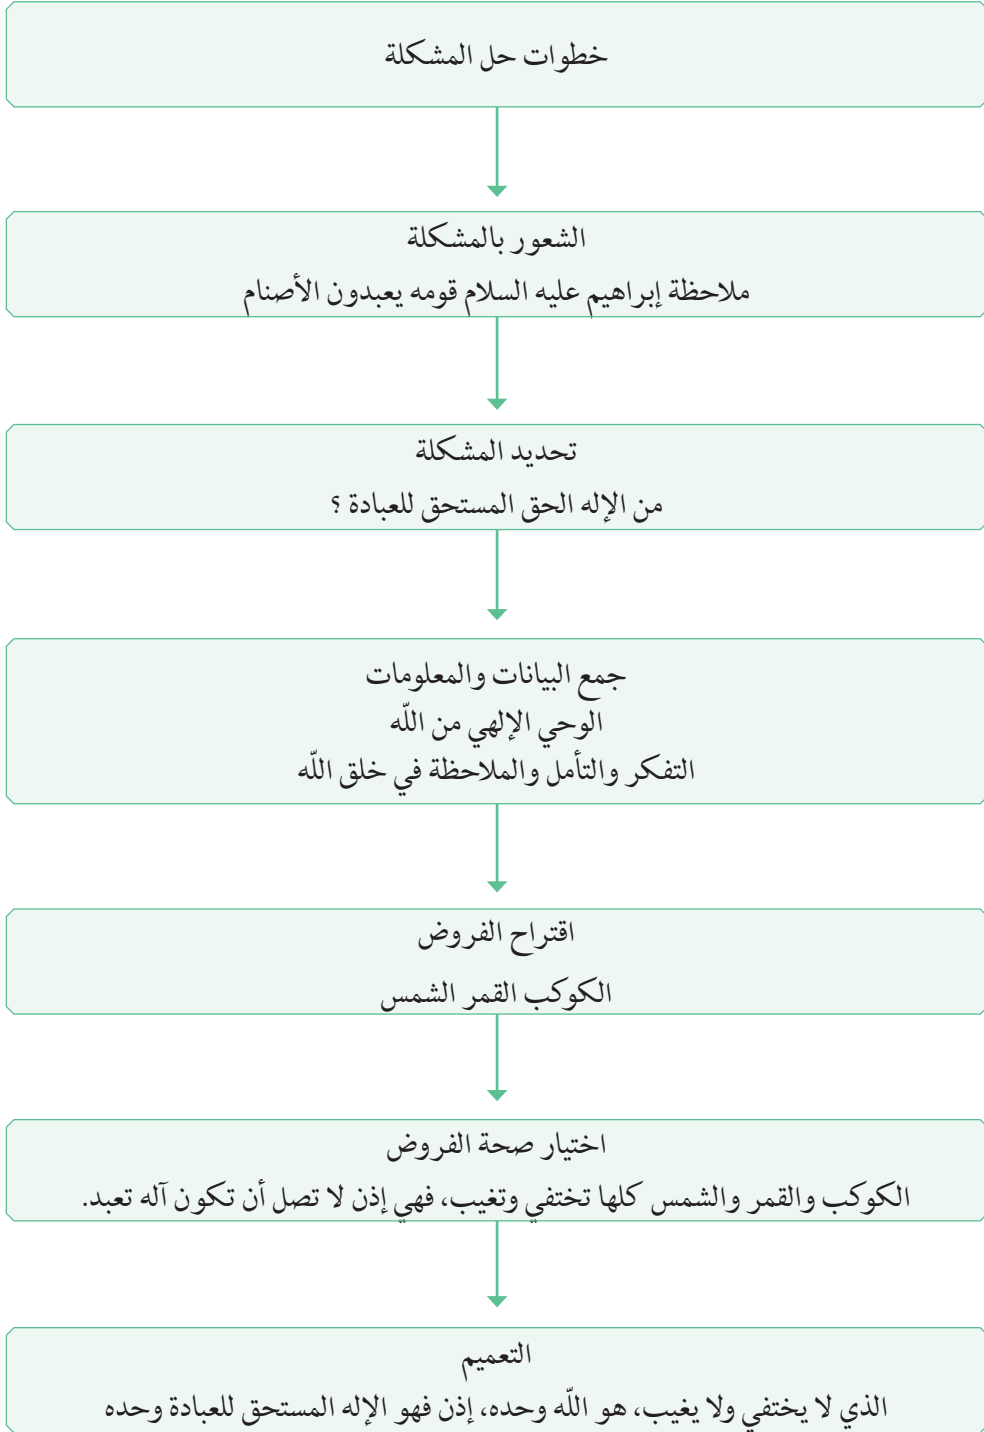 خطوات حل المشكلة
الشعور بالمشكلة
ملاحظة إبراهيم عليه السلام قومه يعبدون الأصنام
تحديد المشكلة
من الإله الحق المستحق للعبادة ؟
جمع البيانات والمعلومات
الوحي الإلهي من اللّه
التفكر والتأمل والملاحظة في خلق اللّه
اقتراح الفروض
الكوكب القمر الشمس
اختيار صحة الفروض
الكوكب والقمر والشمس كلها تختفي وتغيب، فهي إذن لا تصل أن تكون آله تعبد.
التعميم
الذي لا يختفي ولا يغيب، هو اللّه وحده، إذن فهو الإله المستحق للعبادة وحده